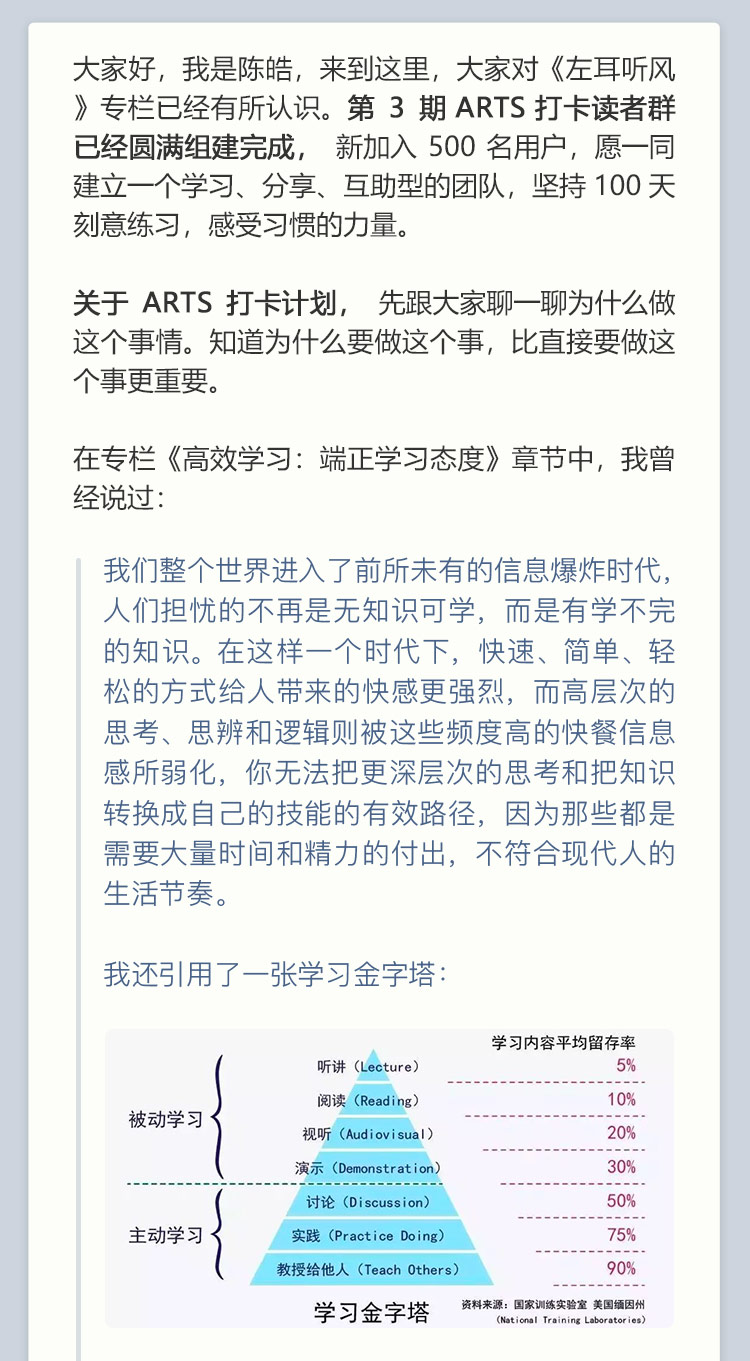 大家好，我是陈皓，来到这里，大家对《左耳听风
》专栏已经有所认识。第 3 期 ARTS 打卡读者群
已经圆满组建完成， 新加入 500 名用户，愿一同
建立一个学习、分享、互助型的团队，坚持 100 天
刻意练习，感受习惯的力量。
关于 ARTS 打卡计划， 先跟大家聊一聊为什么做
这个事情。知道为什么要做这个事，比直接要做这
个事更重要。
在专栏《高效学习：端正学习态度》章节中，我曾
经说过：
我们整个世界进入了前所未有的信息爆炸时代，
人们担忧的不再是无知识可学，而是有学不完
的知识。在这样一个时代下，快速、简单、轻
松的方式给人带来的快感更强烈，而高层次的
思考、思辨和逻辑则被这些频度高的快餐信息
感所弱化，你无法把更深层次的思考和把知识
转换成自己的技能的有效路径，因为那些都是
需要大量时间和精力的付出，不符合现代人的
生活节奏。
我还引用了一张学习金字塔：
学习内容平均留存率
听讲（Lecture） 5%
阅读（Reading） 10%
被动学习
视听（Audiovisual） 20%
演示（Demonstration） 30%
讨论（Discussion） 50%
主动学习
实践（Practice Doing） 75%
教授给他人（Teach Others） 90%
学习金字塔
资料来源：国家训练实验室 美国缅因州
（National Training Laboratories）